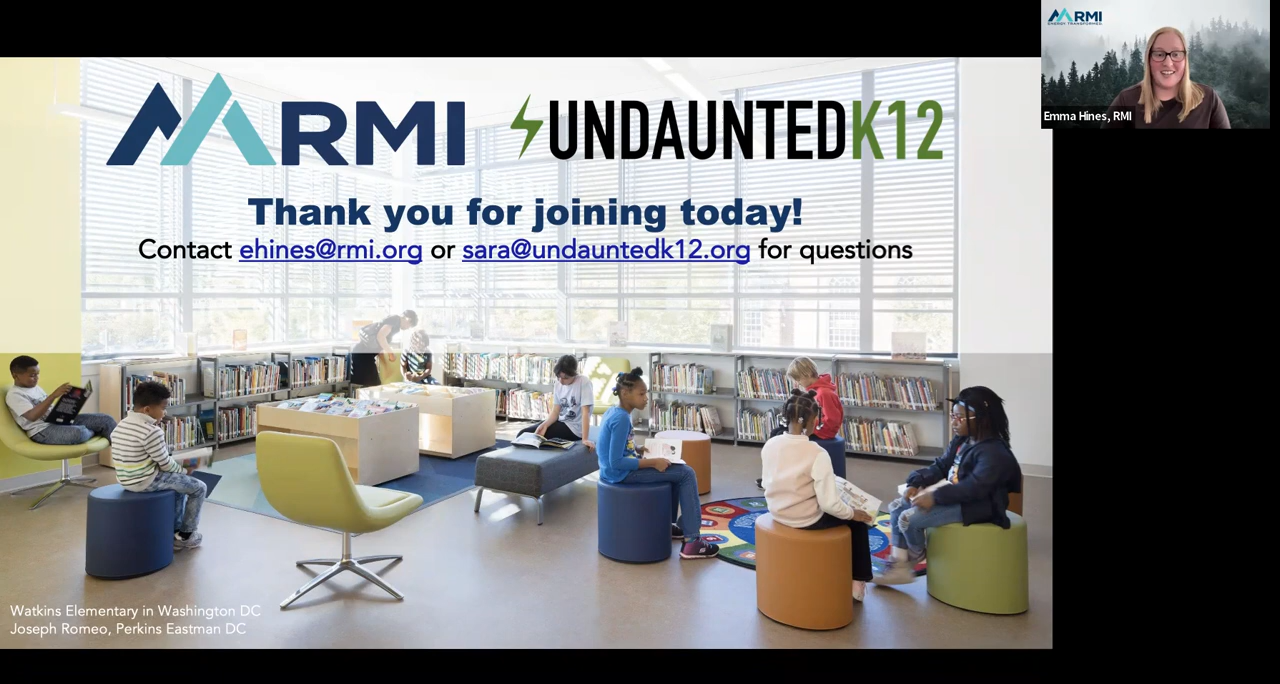 RMI
UNDAUNTEDK12
Thank you for joining today!
Contact ehines@rmi.org or sara@undauntedk12.org for questions
Watkins Elementary in Washington DC
Joseph Romeo, Perkins Eastman DC
RMI
Emma Hines, RMI